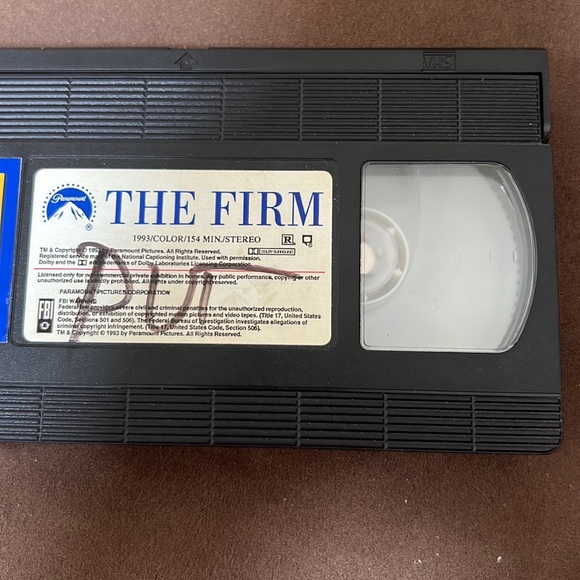 VHS
Paramount
THE FIRM
1993/COLOR/154 MIN./STEREO
R
DOLBY SURROUND
TM & Copyright © 1993 by Paramount Pictures. All Rights Reserved.
Registered service mark of the National Captioning Institute. Used with permission.
Dolby and the are trademarks of Dolby Laboratories Licensing Corporation.
Licensed only for non-commercial private exhibition in homes. Any public performance, copying or other
unauthorized use is strictly prohibited. All rights under copyright reserved.
PARAMOUNT PICTURES CORPORATION
FBI WARNING
Federal law provides severe civil and criminal penalties for the unauthorized reproduction,
distribution, or exhibition of copyrighted motion pictures and video tapes. (Title 17, United States
Code, Sections 501 and 506). The Federal Bureau of Investigation investigates allegations of
criminal copyright infringement. (Title 17, United States Code, Section 506).
TM & Copyright © 1993 by Paramount Pictures. All Rights Reserved.
FBI